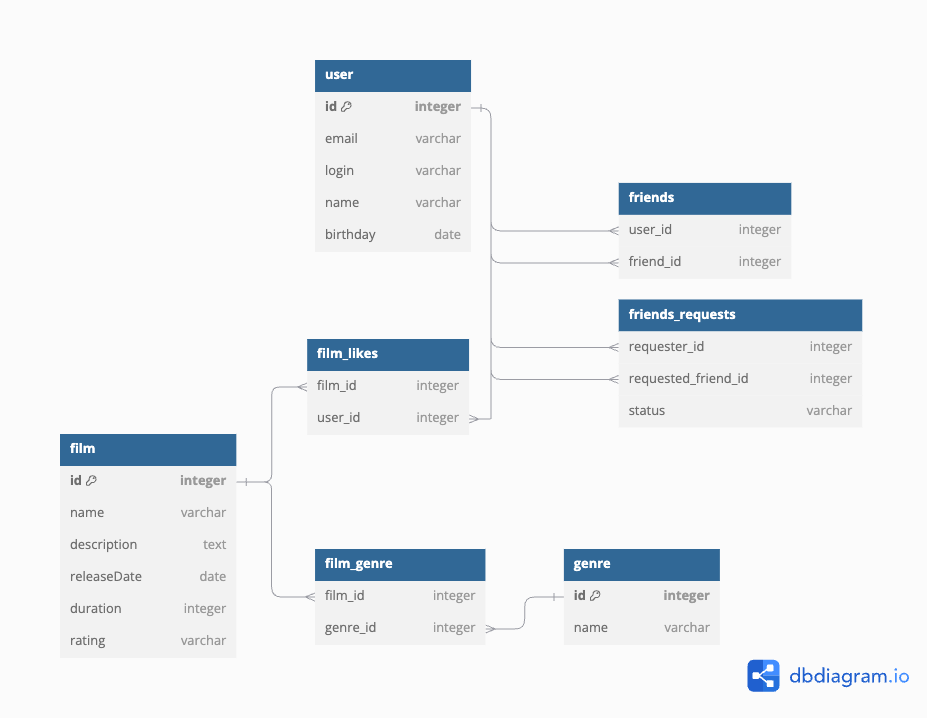 user
id integer
email varchar
login varchar
name varchar
birthday date
friends
user_id integer
friend_id integer
friends_requests
requester_id integer
requested_friend_id integer
status varchar
film_likes
film_id integer
user_id integer
film
id integer
name varchar
description text
releaseDate date
duration integer
rating varchar
film_genre
film_id integer
genre_id integer
genre
id integer
name varchar
dbdiagram.io